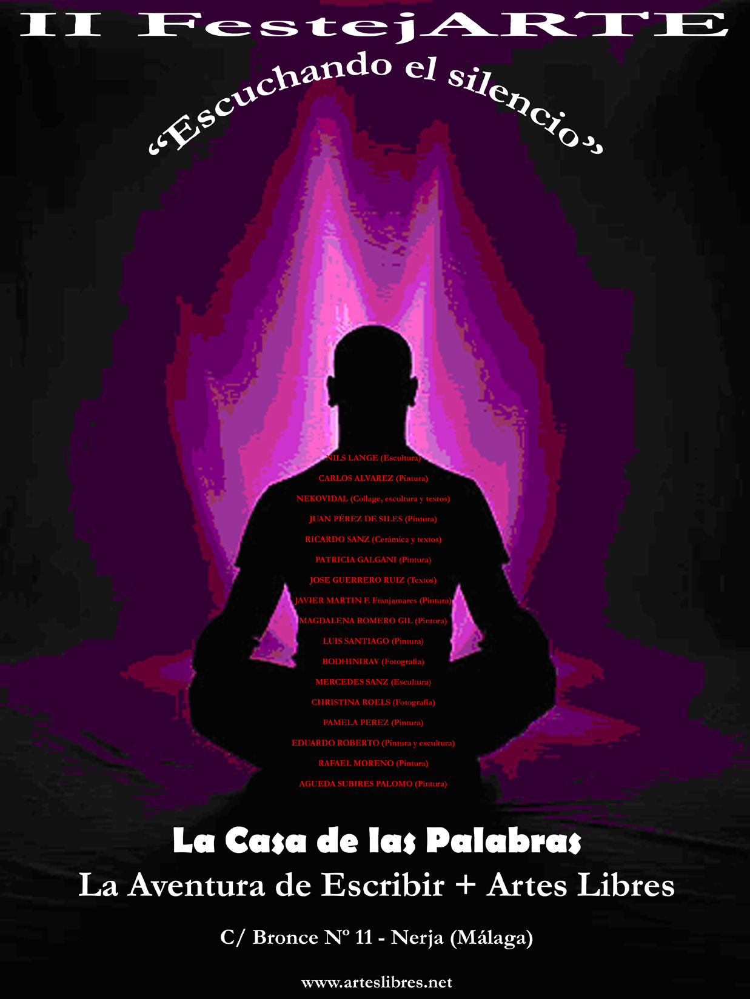 II FestejARTE
“Escuchando el silencio”
NILS LANGE (Escultura)
CARLOS ALVAREZ (Pintura)
NEKOVIDAL (Collage, escultura y textos)
JUAN PÉREZ DE SILES (Pintura)
RICARDO SANZ (Cerámica y textos)
PATRICIA GALGANI (Pintura)
JOSE GUERRERO RUIZ (Textos)
JAVIER MARTIN F. Franjamares (Pintura)
MAGDALENA ROMERO GIL (Pintura)
LUIS SANTIAGO (Pintura)
BODHINIRAV (Fotografía)
MERCEDES SANZ (Escultura)
CHRISTINA ROELS (Fotografía)
PAMELA PEREZ (Pintura)
EDUARDO ROBERTO (Pintura y escultura)
RAFAEL MORENO (Pintura)
AGUEDA SUBIRES PALOMO (Pintura)
La Casa de las Palabras
La Aventura de Escribir + Artes Libres
C/ Bronce Nº 11 - Nerja (Málaga)
www.arteslibres.net